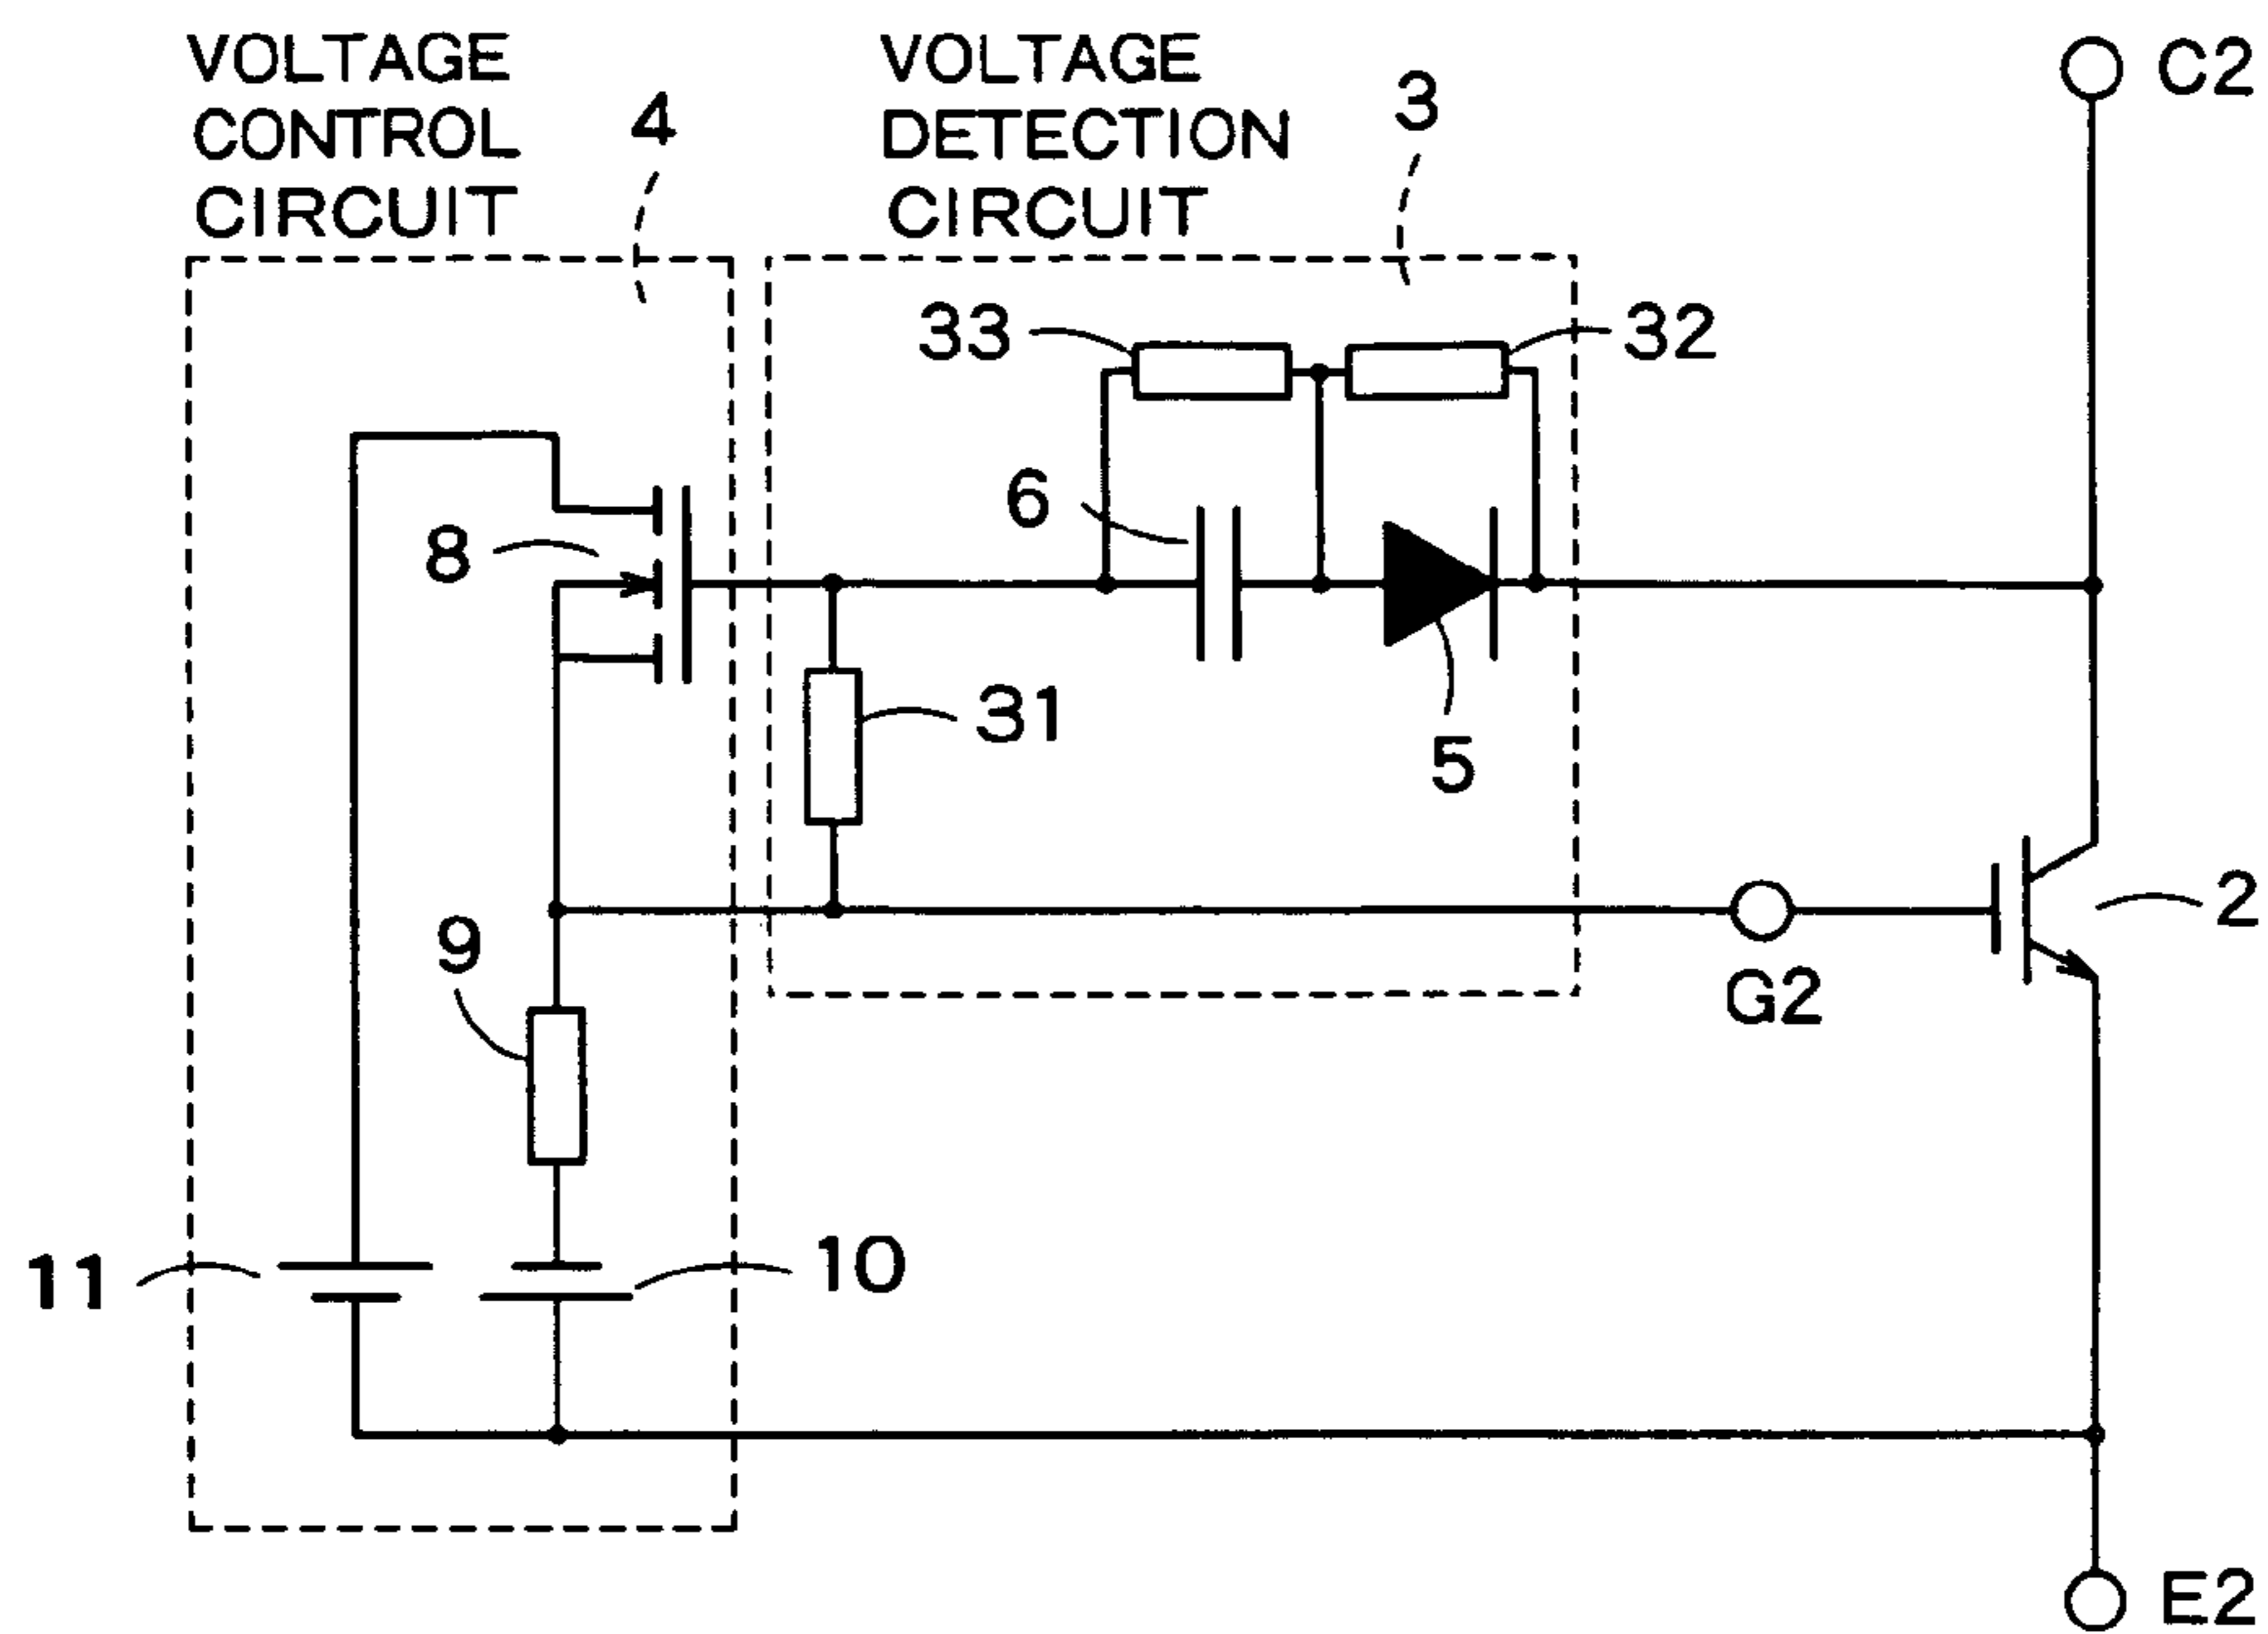 VOLTAGE
CONTROL
CIRCUIT
4
VOLTAGE
DETECTION
CIRCUIT
3
C2
33
32
6
8
31
5
9
G2
2
11
10
E2